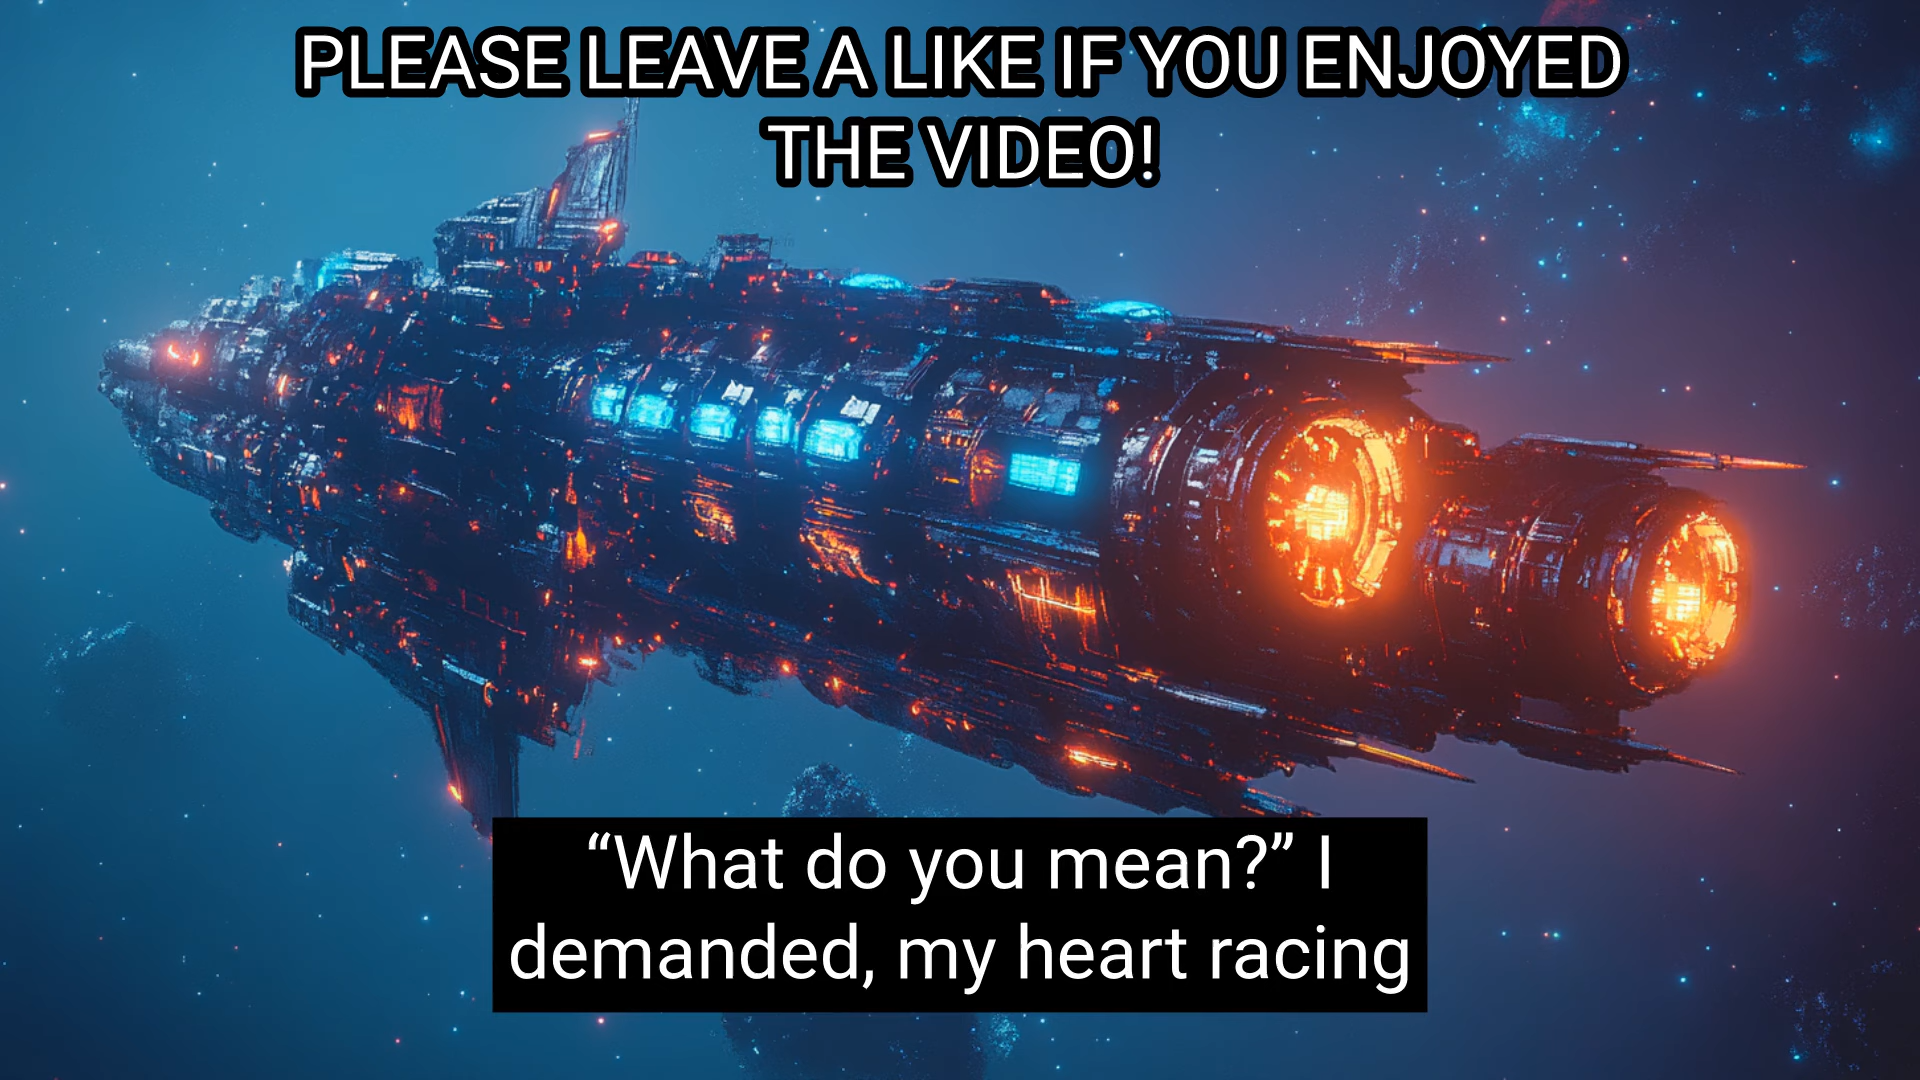 PLEASE LEAVE A LIKE IF YOU ENJOYED
THE VIDEO!
“What do you mean?” I
demanded, my heart racing